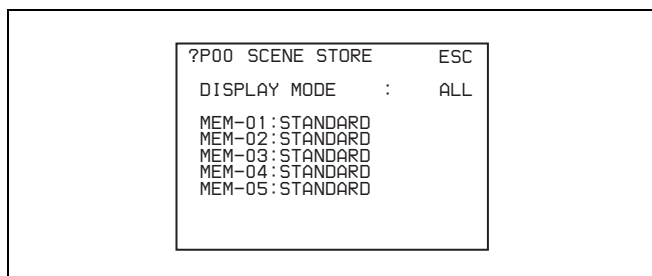 ?P00 SCENE STORE ESC
DISPLAY MODE : ALL
MEM-01:STANDARD
MEM-02:STANDARD
MEM-03:STANDARD
MEM-04:STANDARD
MEM-05:STANDARD